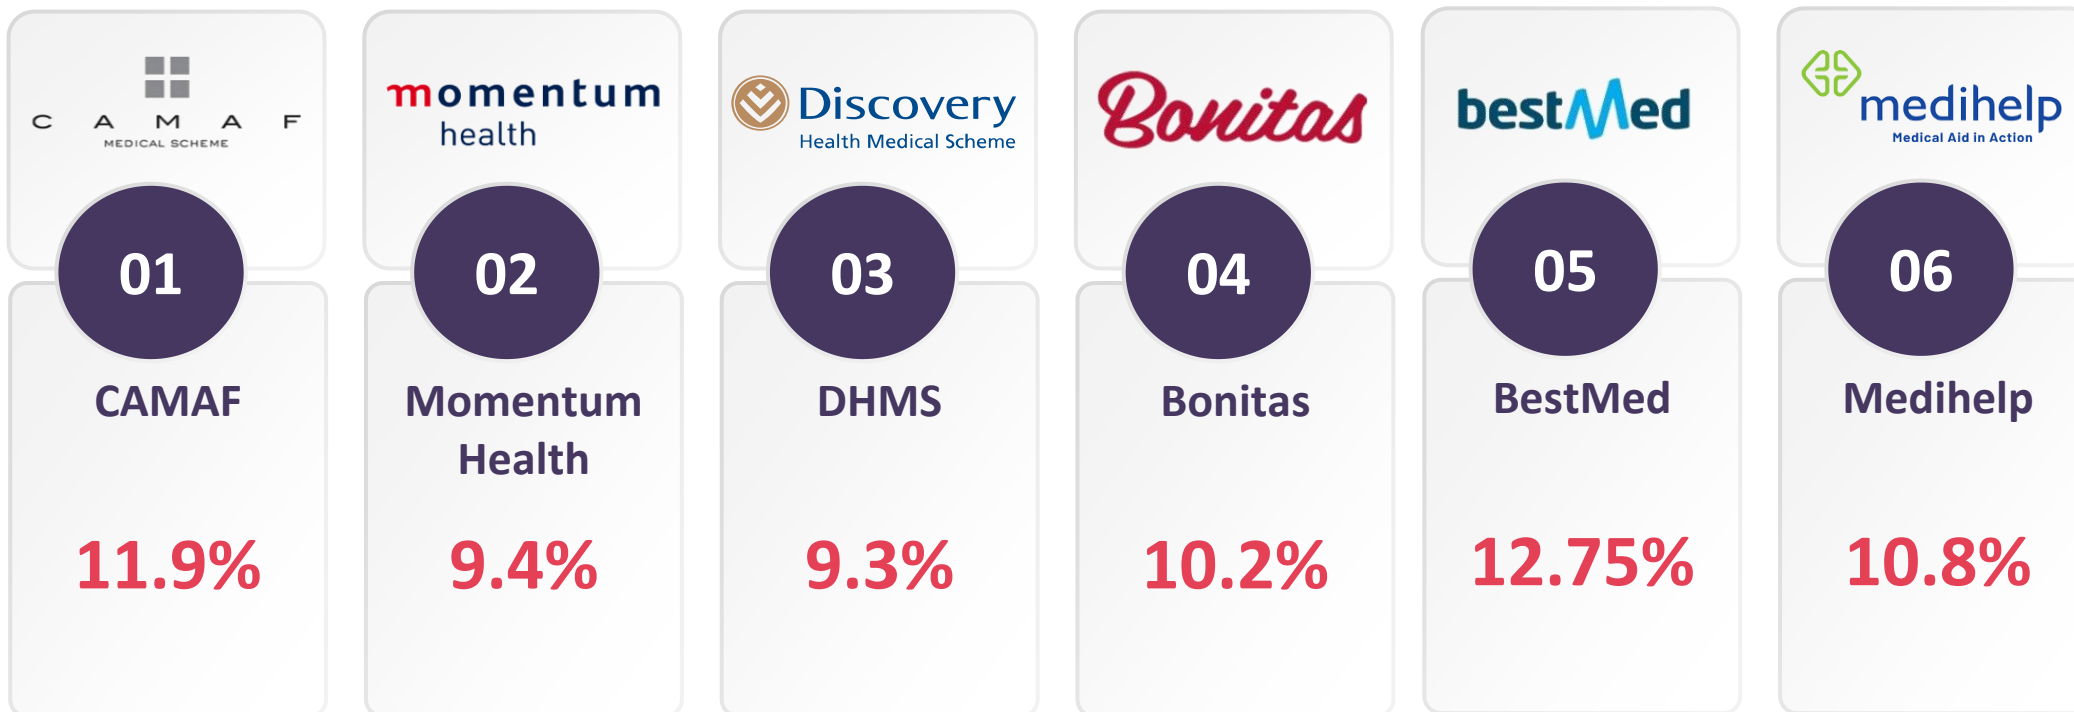 CAMAF
MEDICAL SCHEME
01
CAMAF
11.9%
momentum
health
02
Momentum
Health
9.4%
Discovery
Health Medical Scheme
03
DHMS
9.3%
Bonitas
04
Bonitas
10.2%
bestMed
05
BestMed
12.75%
medihelp
Medical Aid in Action
06
Medihelp
10.8%